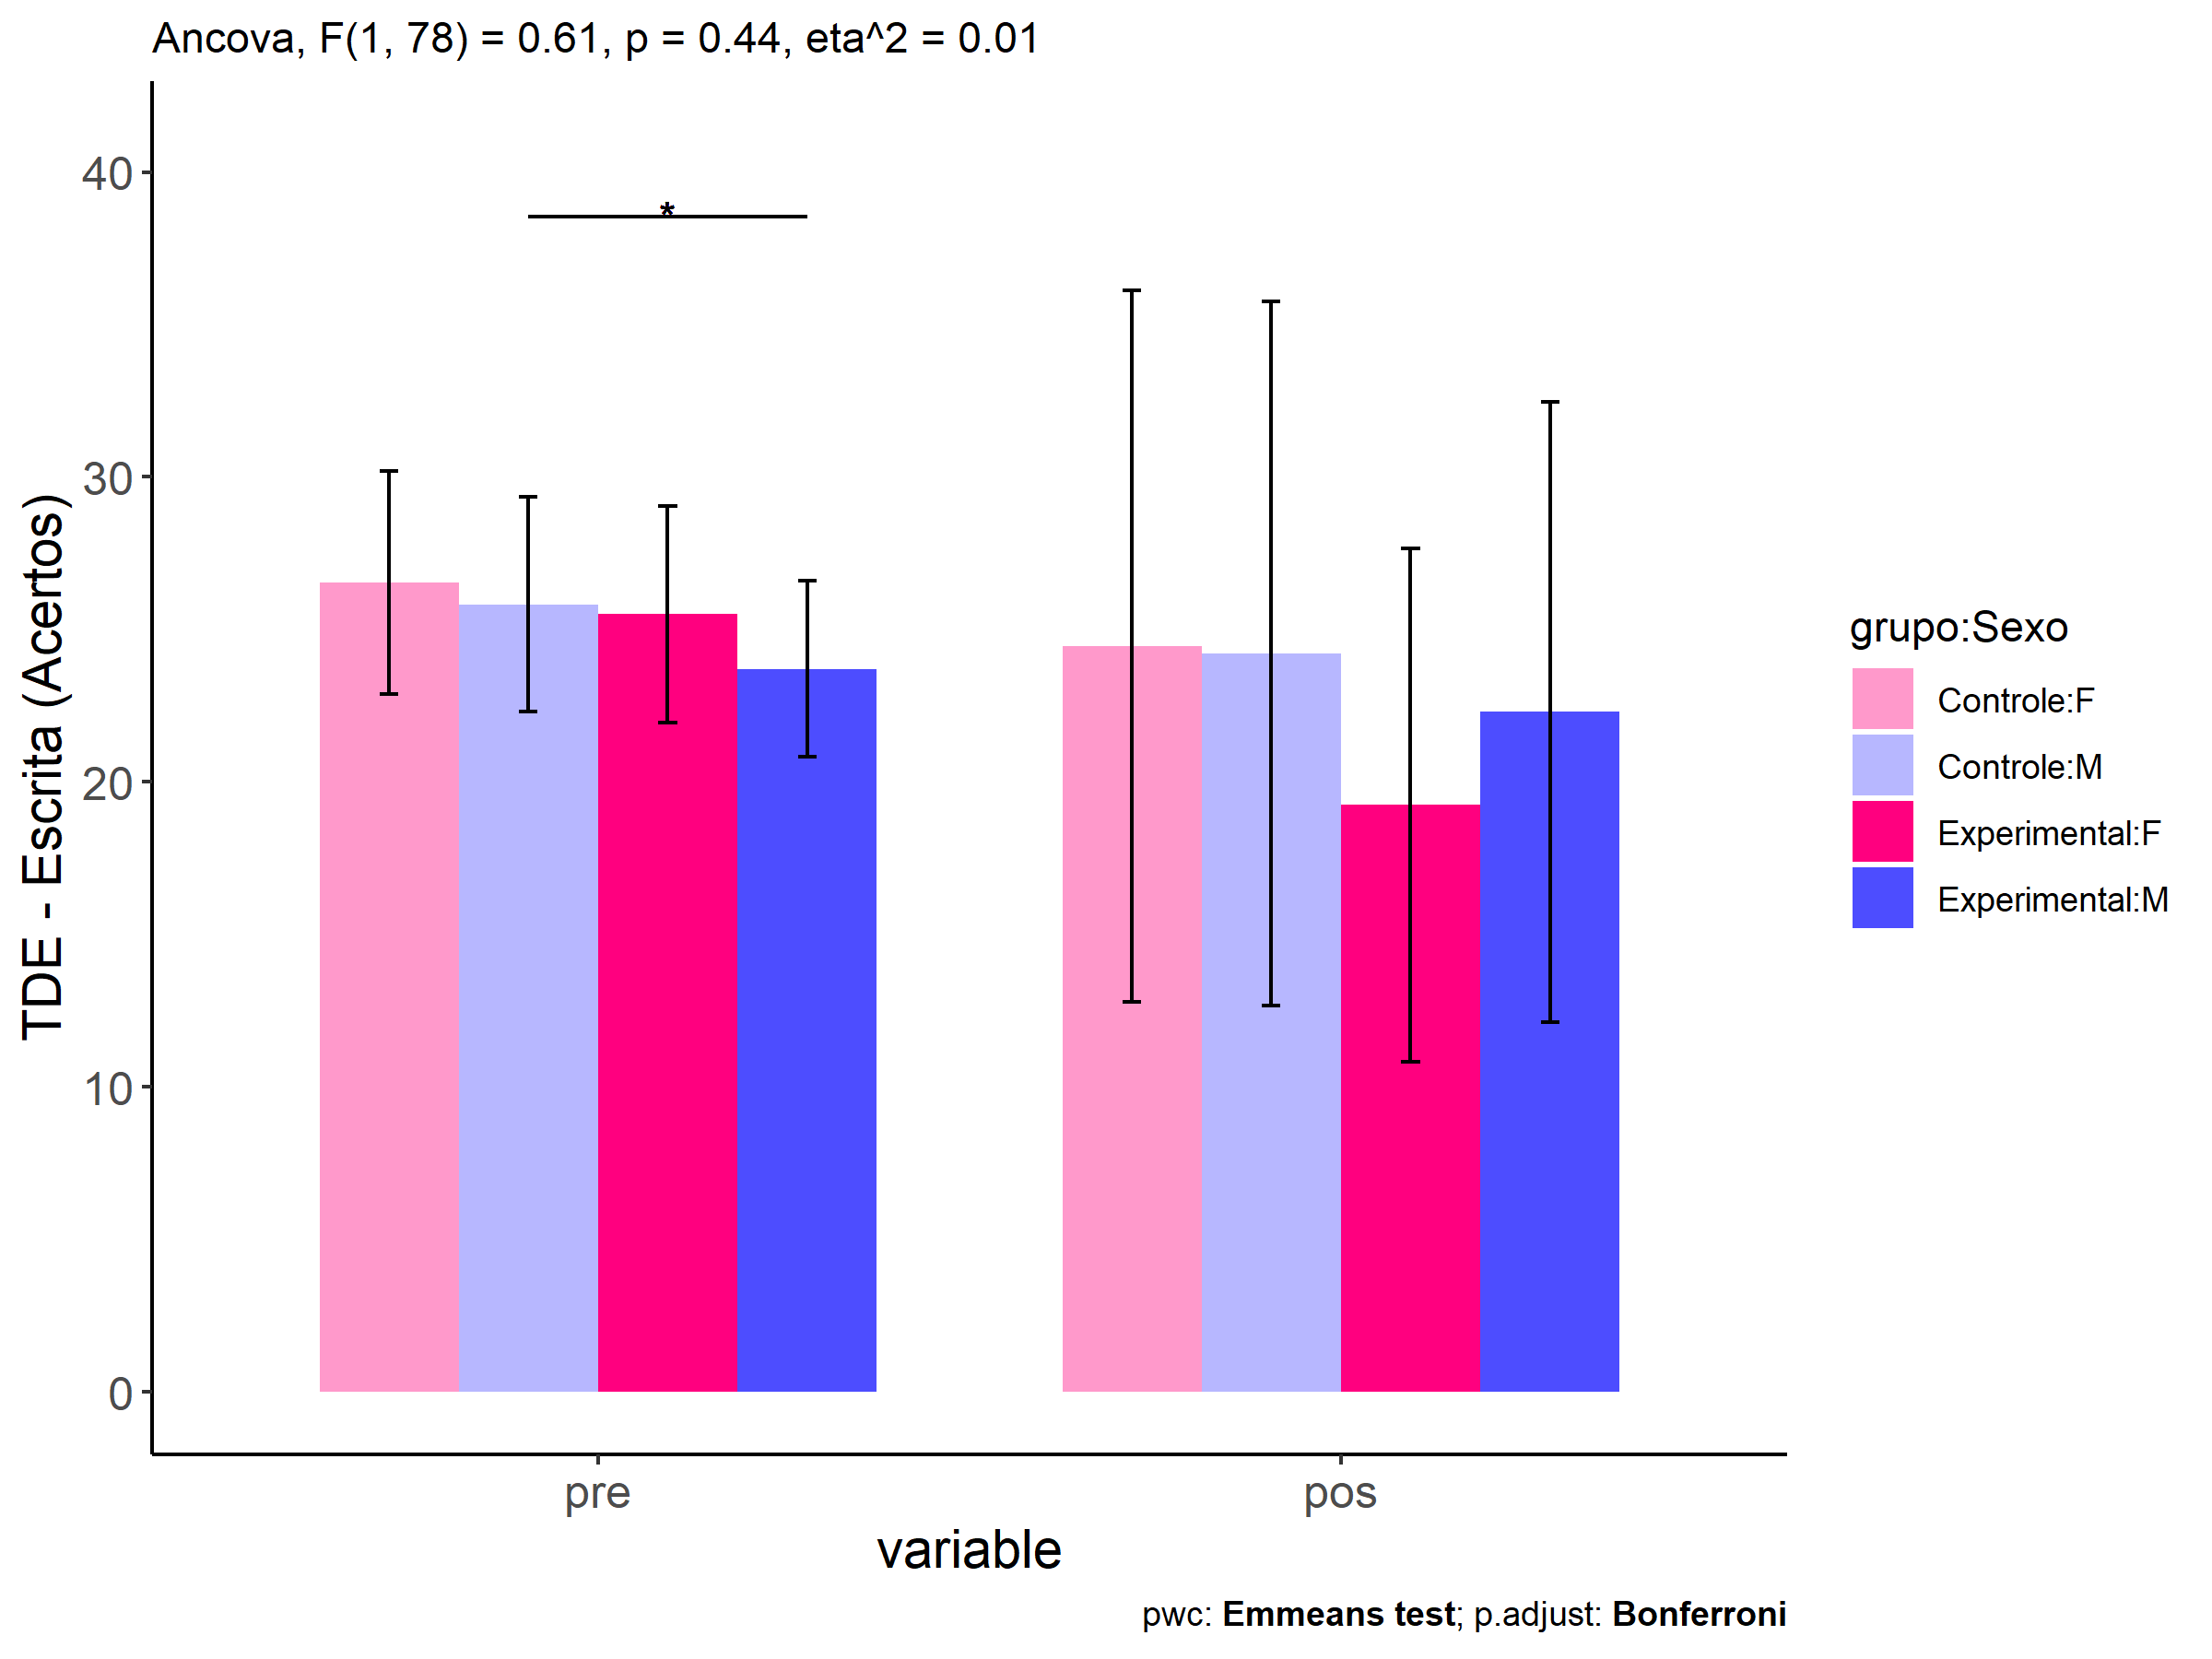 Ancova, F(1, 78) = 0.61, p = 0.44, eta^2 = 0.01
TDE - Escrita (Acertos)
40
30
20
10
0
*
pre
pos
variable
grupo:Sexo
Controle:F
Controle:M
Experimental:F
Experimental:M
pwc: Emmeans test; p.adjust: Bonferroni